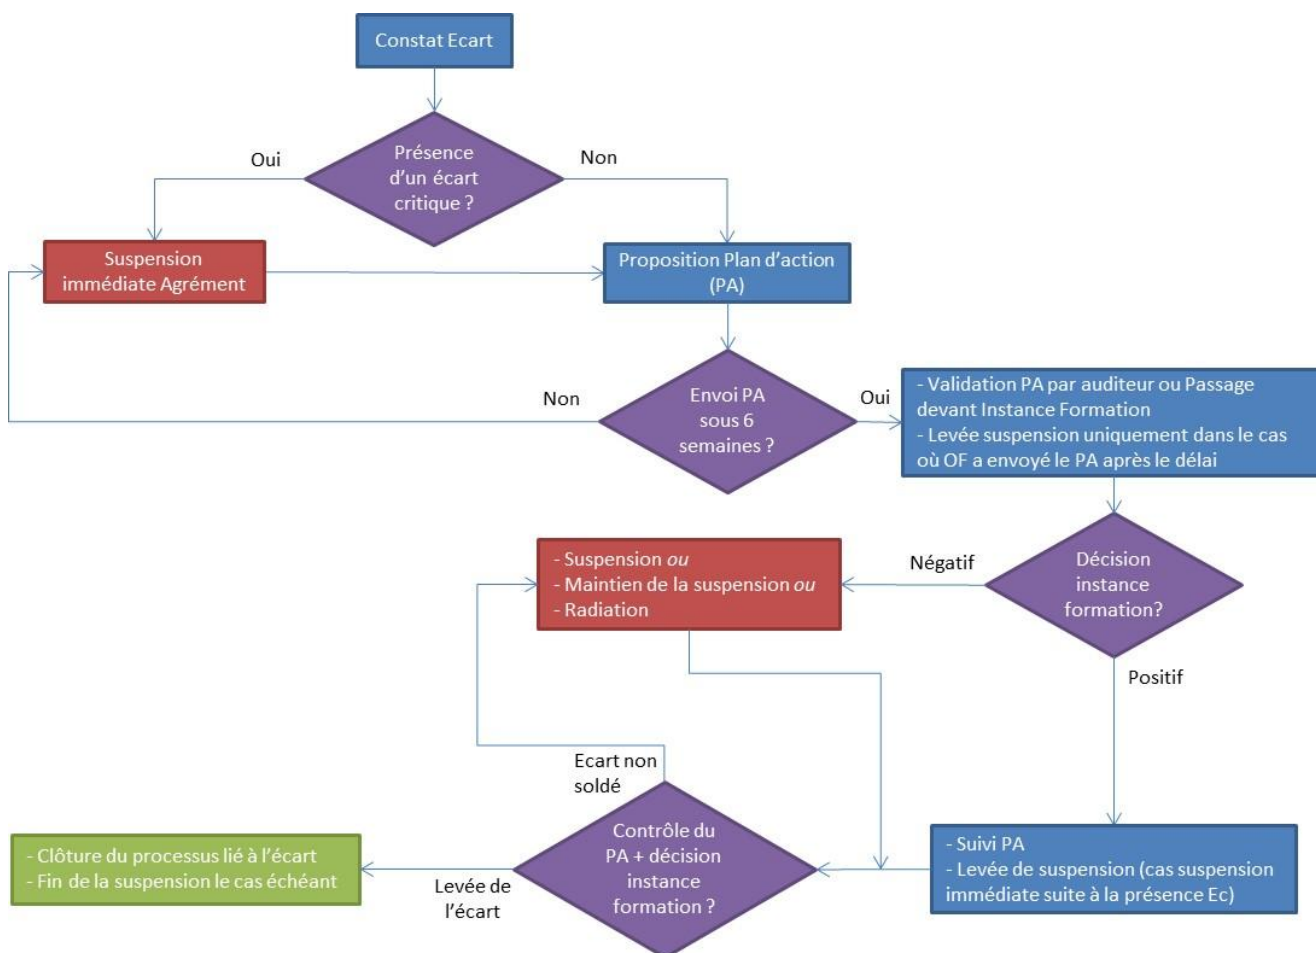 Constat Ecart
Présence
d'un écart
critique ?
Oui
Non
Suspension
immédiate Agrément
Proposition Plan d'action
(PA)
Envoi PA
sous 6
semaines ?
Non
Oui
- Validation PA par auditeur ou Passage
devant Instance Formation
- Levée suspension uniquement dans le cas
où OF a envoyé le PA après le délai
Décision
instance
formation?
Négatif
Positif
- Suspension ou
- Maintien de la suspension ou
- Radiation
Ecart non
soldé
- Suivi PA
- Levée de suspension (cas suspension
immédiate suite à la présence Ec)
Contrôle du
PA + décision
instance
formation ?
Levée de
l'écart
- Clôture du processus lié à l'écart
- Fin de la suspension le cas échéant